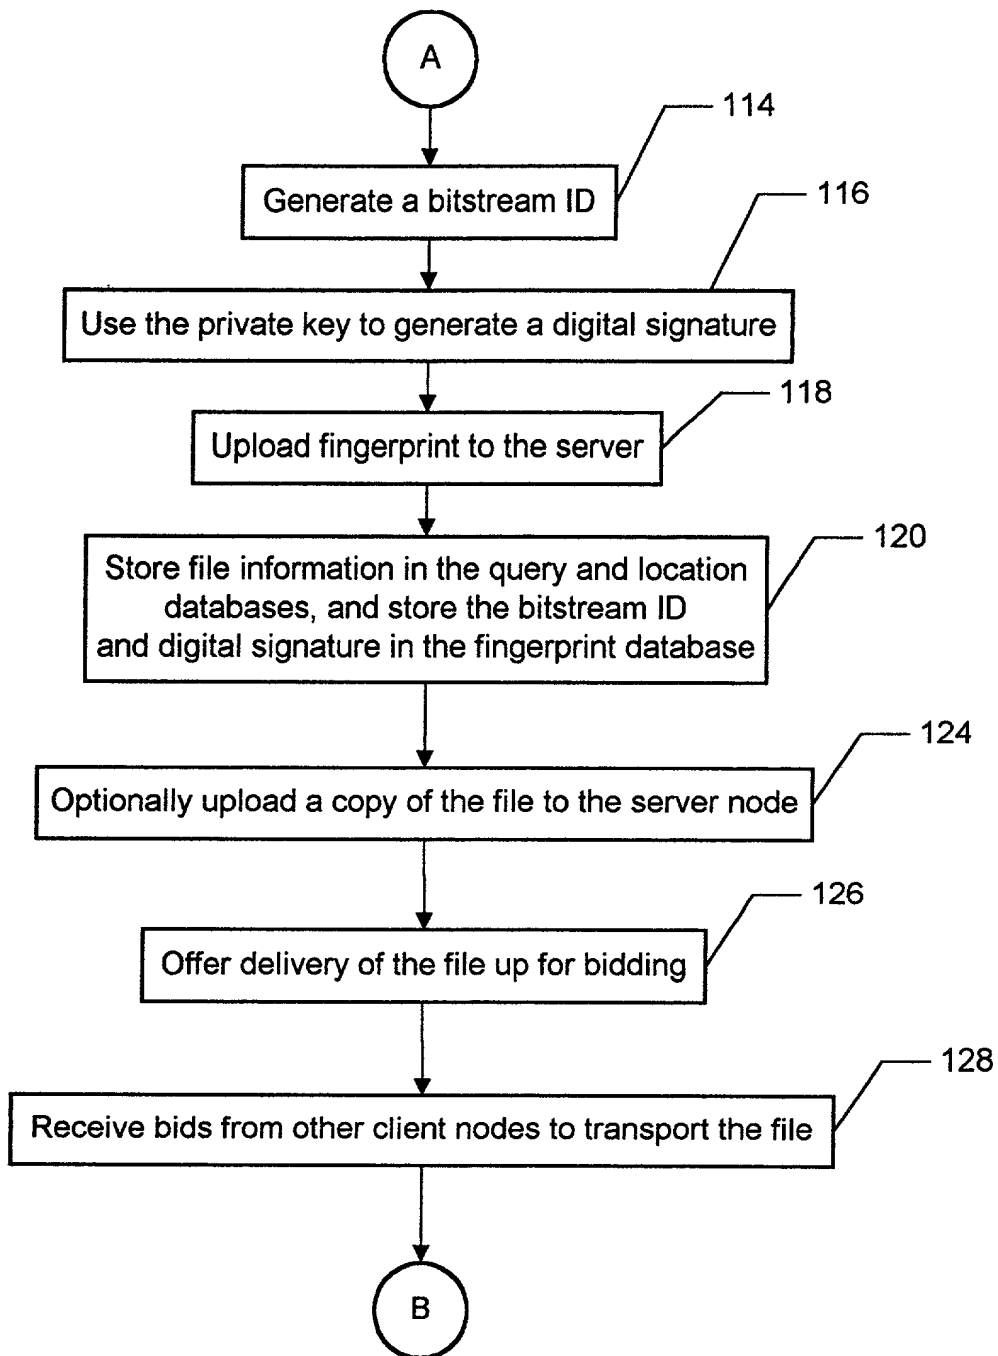 A
114
Generate a bitstream ID
116
Use the private key to generate a digital signature
118
Upload fingerprint to the server
120
Store file information in the query and location
databases, and store the bitstream ID
and digital signature in the fingerprint database
124
Optionally upload a copy of the file to the server node
126
Offer delivery of the file up for bidding
128
Receive bids from other client nodes to transport the file
B